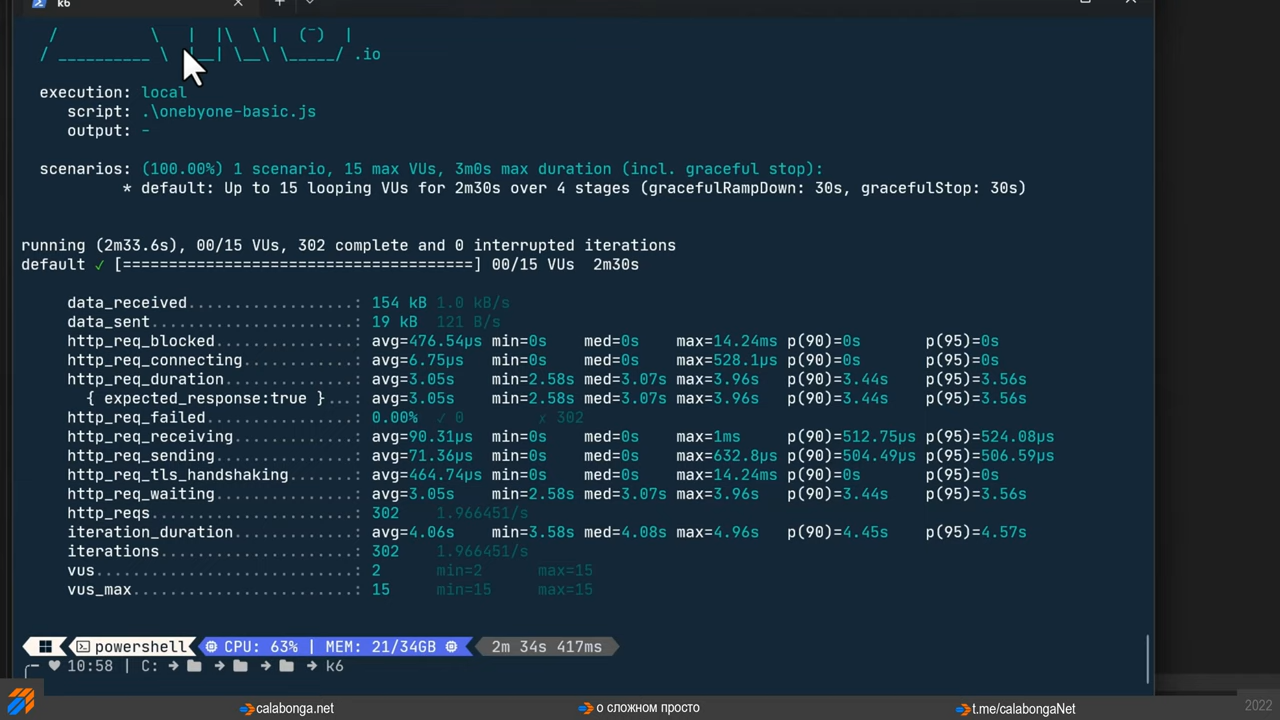 k6
/ \ | |\ \ | (‾) |
/ __________ \ |__| \__\ \_____/ .io
execution: local
script: .\onebyone-basic.js
output: -
scenarios: (100.00%) 1 scenario, 15 max VUs, 3m0s max duration (incl. graceful stop):
* default: Up to 15 looping VUs for 2m30s over 4 stages (gracefulRampDown: 30s, gracefulStop: 30s)
running (2m33.6s), 00/15 VUs, 302 complete and 0 interrupted iterations
default ✓ [======================================] 00/15 VUs 2m30s
data_received..................: 154 kB 1.0 kB/s
data_sent......................: 19 kB 121 B/s
http_req_blocked...............: avg=476.54µs min=0s med=0s max=14.24ms p(90)=0s p(95)=0s
http_req_connecting............: avg=6.75µs min=0s med=0s max=528.1µs p(90)=0s p(95)=0s
http_req_duration..............: avg=3.05s min=2.58s med=3.07s max=3.96s p(90)=3.44s p(95)=3.56s
{ expected_response:true }...: avg=3.05s min=2.58s med=3.07s max=3.96s p(90)=3.44s p(95)=3.56s
http_req_failed................: 0.00% ✓ 0 ✗ 302
http_req_receiving.............: avg=90.31µs min=0s med=0s max=1ms p(90)=512.75µs p(95)=524.08µs
http_req_sending...............: avg=71.36µs min=0s med=0s max=632.8µs p(90)=504.49µs p(95)=506.59µs
http_req_tls_handshaking.......: avg=464.74µs min=0s med=0s max=14.24ms p(90)=0s p(95)=0s
http_req_waiting...............: avg=3.05s min=2.58s med=3.07s max=3.96s p(90)=3.44s p(95)=3.56s
http_reqs......................: 302 1.966451/s
iteration_duration.............: avg=4.06s min=3.58s med=4.08s max=4.96s p(90)=4.45s p(95)=4.57s
iterations.....................: 302 1.966451/s
vus............................: 2 min=2 max=15
vus_max........................: 15 min=15 max=15
powershell CPU: 63% | MEM: 21/34GB 2m 34s 417ms
10:58 | C: → → → → k6
calabonga.net о сложном просто t.me/calabongaNet 2022